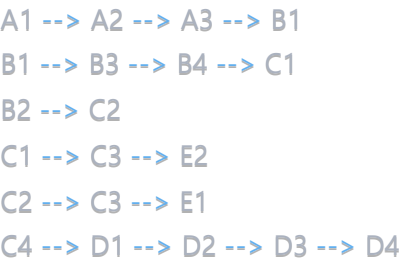 A1 --> A2 --> A3 --> B1
B1 --> B3 --> B4 --> C1
B2 --> C2
C1 --> C3 --> E2
C2 --> C3 --> E1
C4 --> D1 --> D2 --> D3 --> D4